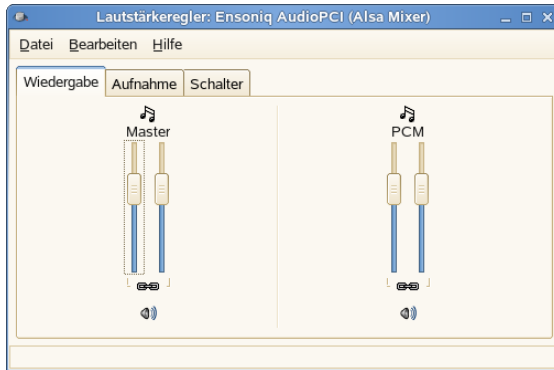 Lautstärkeregler: Ensoniq AudioPCI (Alsa Mixer)
Datei Bearbeiten Hilfe
Wiedergabe Aufnahme Schalter
Master PCM